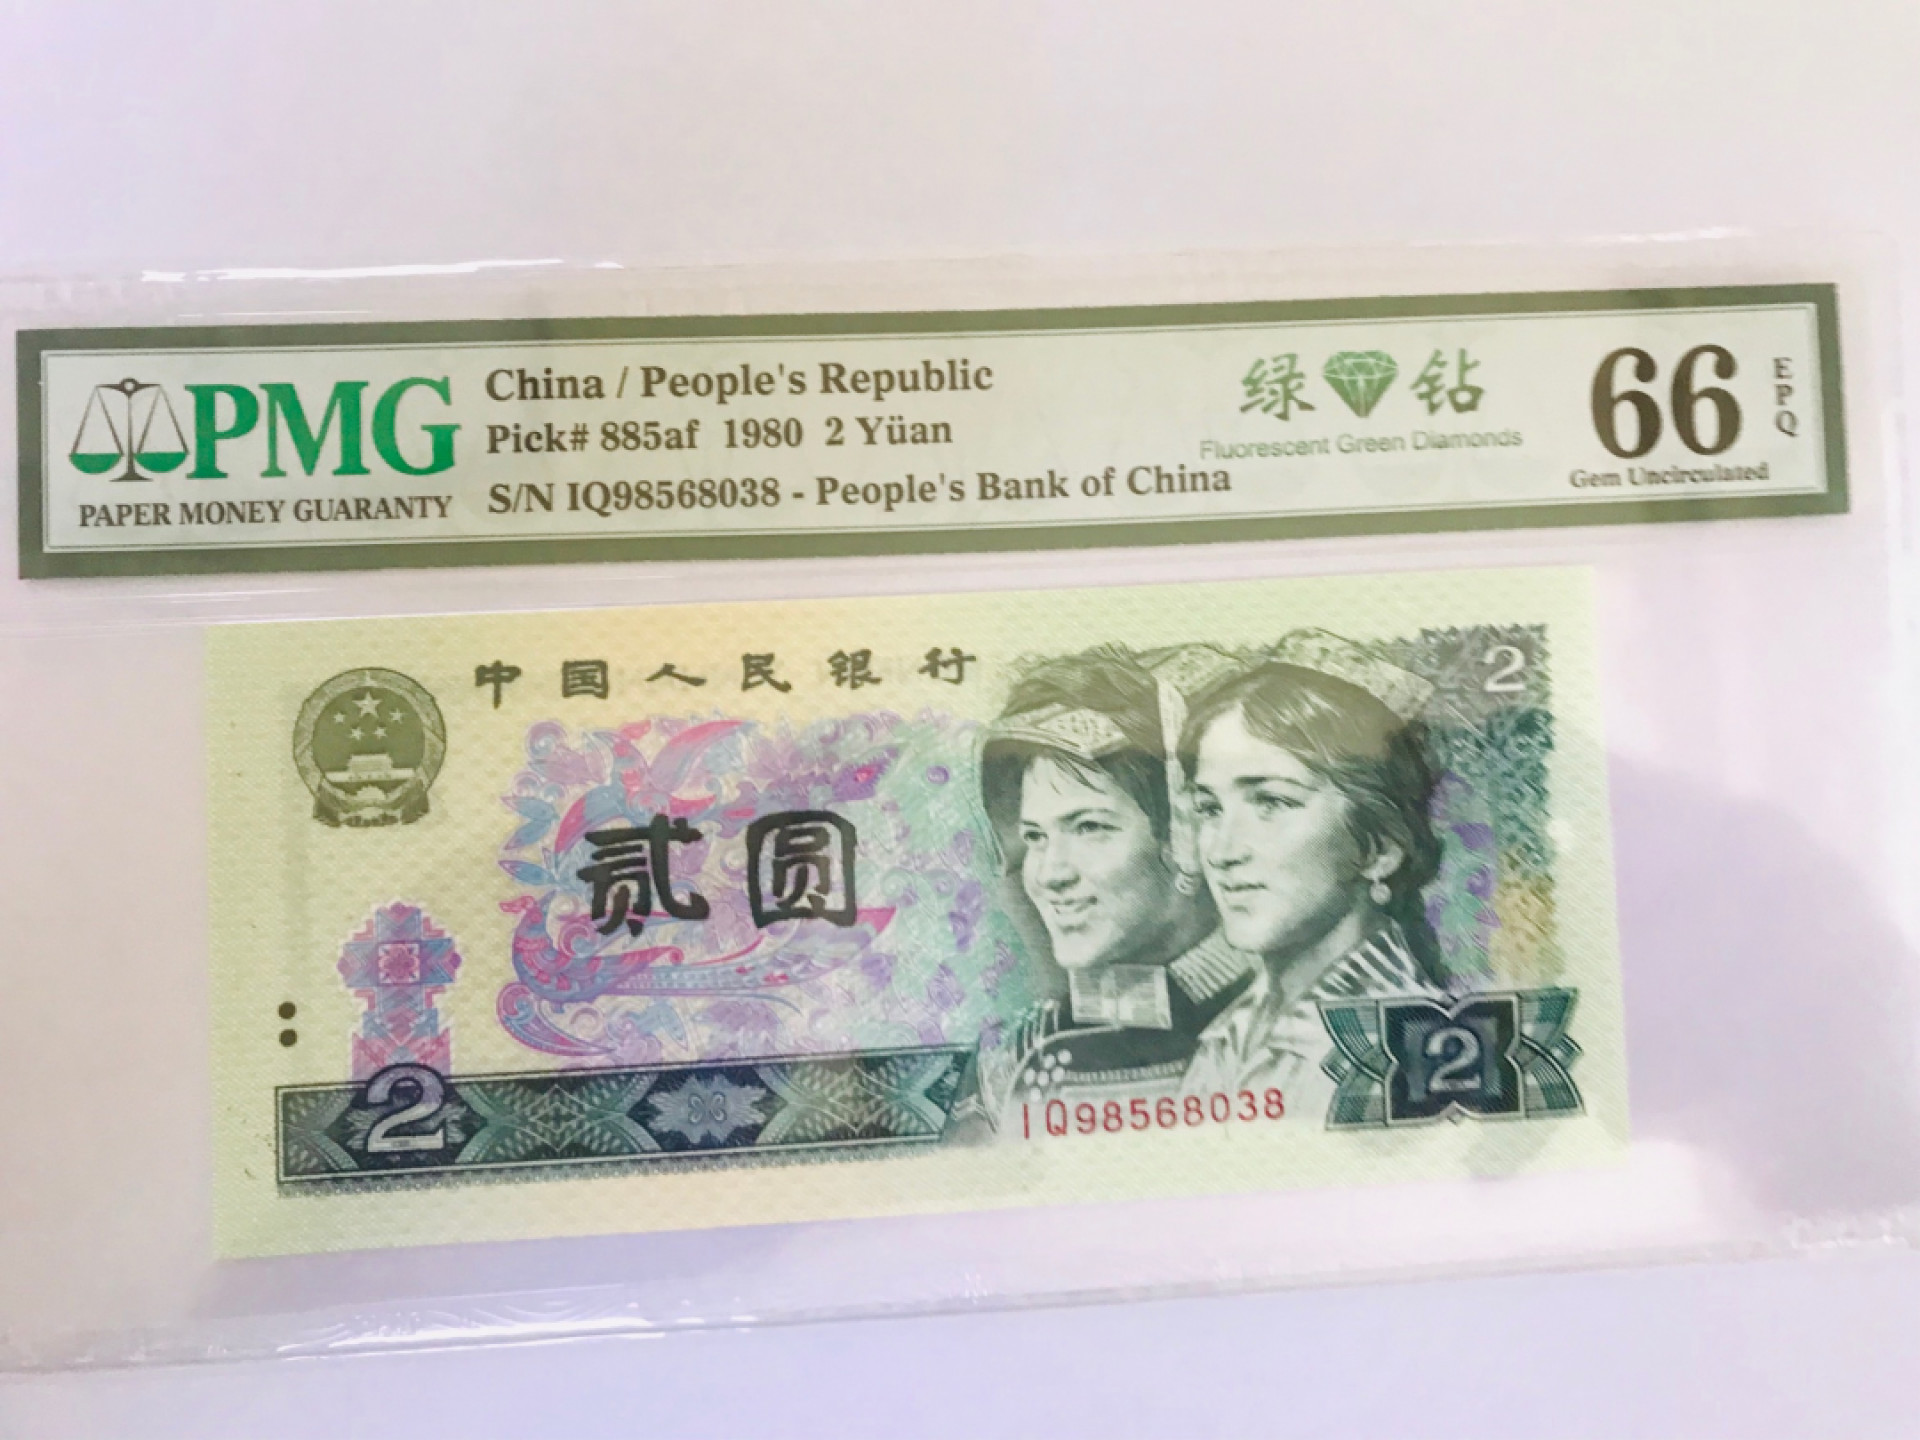 PMG
PAPER MONEY GUARANTY
China / People's Republic
Pick# 885af 1980 2 Yüan
S/N IQ98568038 - People's Bank of China
绿 钻
Fluorescent Green Diamonds
66
EPQ
Gem Uncirculated
中国人民银行
2
贰圆
2
2
IQ98568038